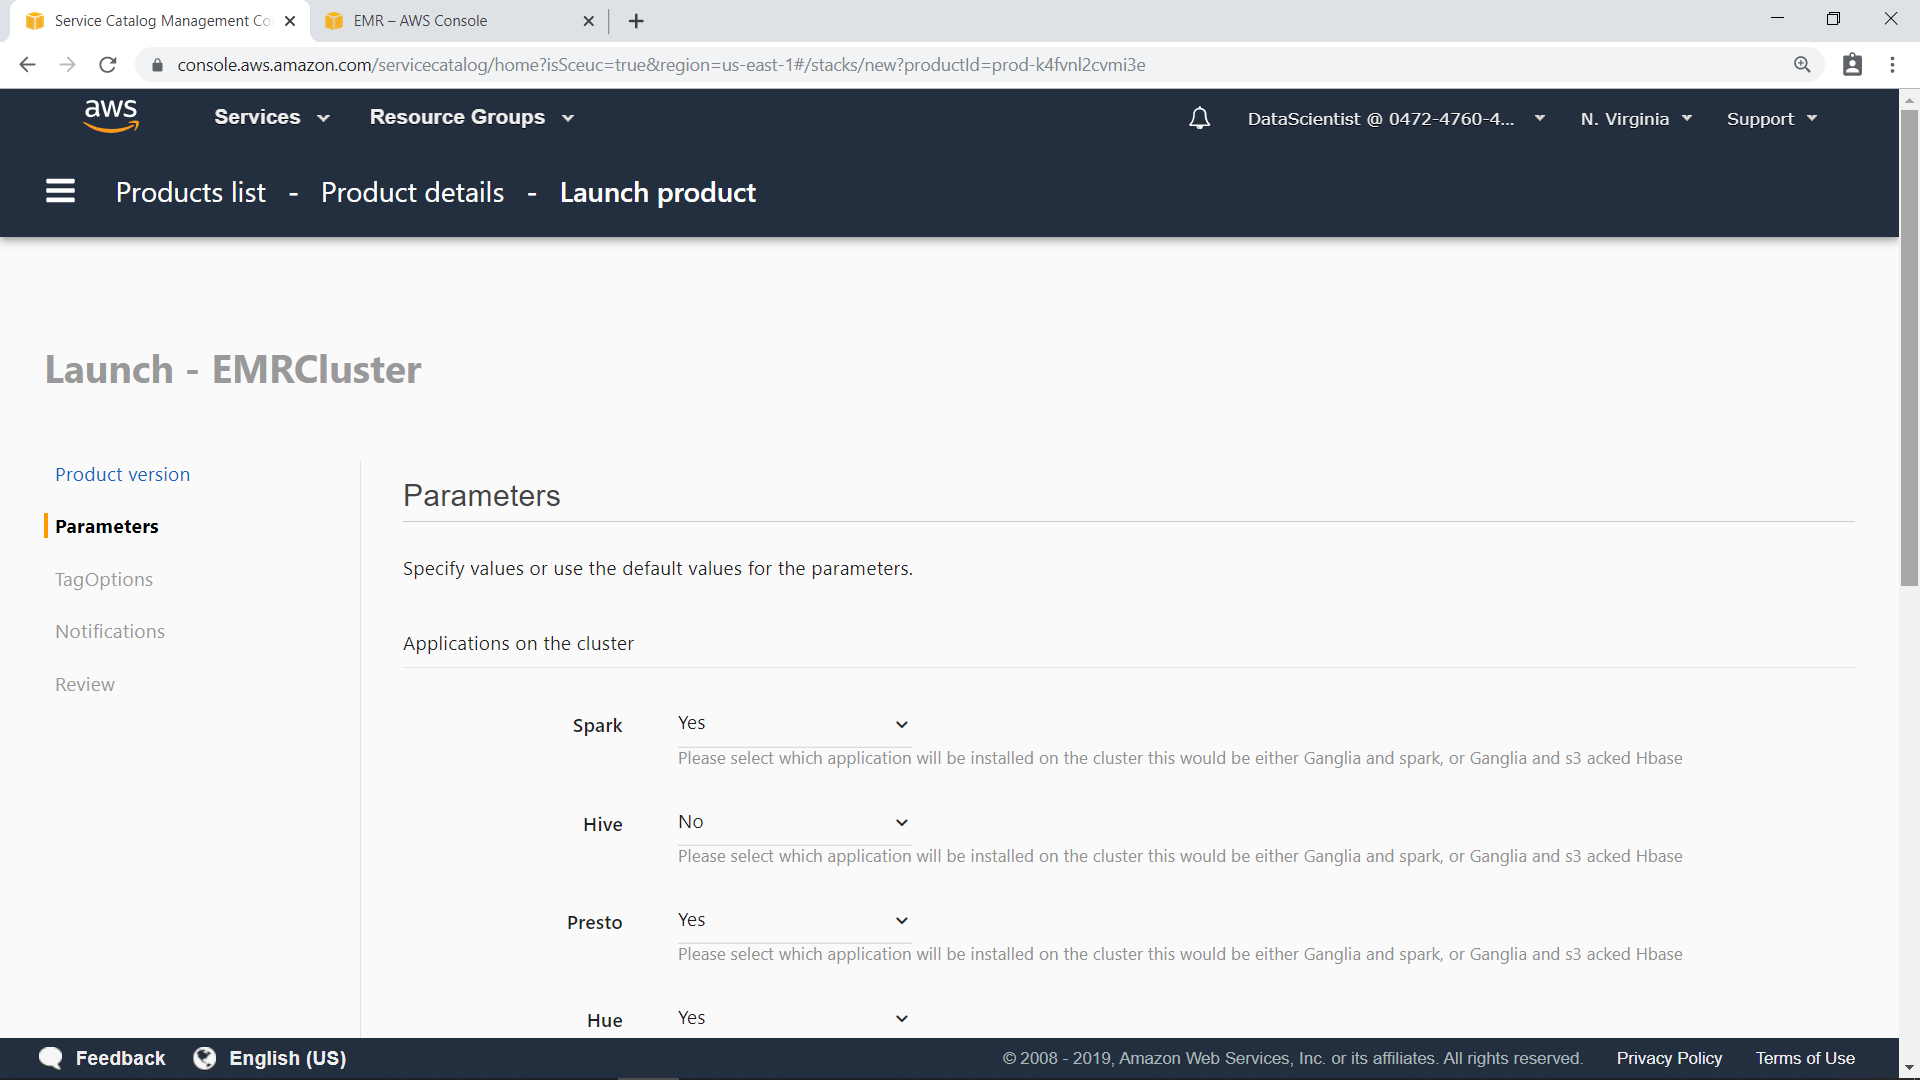 Service Catalog Management Co
EMR – AWS Console
console.aws.amazon.com/servicecatalog/home?isSceuc=true&region=us-east-1#/stacks/new?productId=prod-k4fvnl2cvmi3e
aws
Services
Resource Groups
DataScientist @ 0472-4760-4...
N. Virginia
Support
Products list - Product details - Launch product
Launch - EMRCluster
Product version
Parameters
TagOptions
Notifications
Review
Parameters
Specify values or use the default values for the parameters.
Applications on the cluster
Spark Yes
Please select which application will be installed on the cluster this would be either Ganglia and spark, or Ganglia and s3 acked Hbase
Hive No
Please select which application will be installed on the cluster this would be either Ganglia and spark, or Ganglia and s3 acked Hbase
Presto Yes
Please select which application will be installed on the cluster this would be either Ganglia and spark, or Ganglia and s3 acked Hbase
Hue Yes
Feedback
English (US)
© 2008 - 2019, Amazon Web Services, Inc. or its affiliates. All rights reserved.
Privacy Policy
Terms of Use